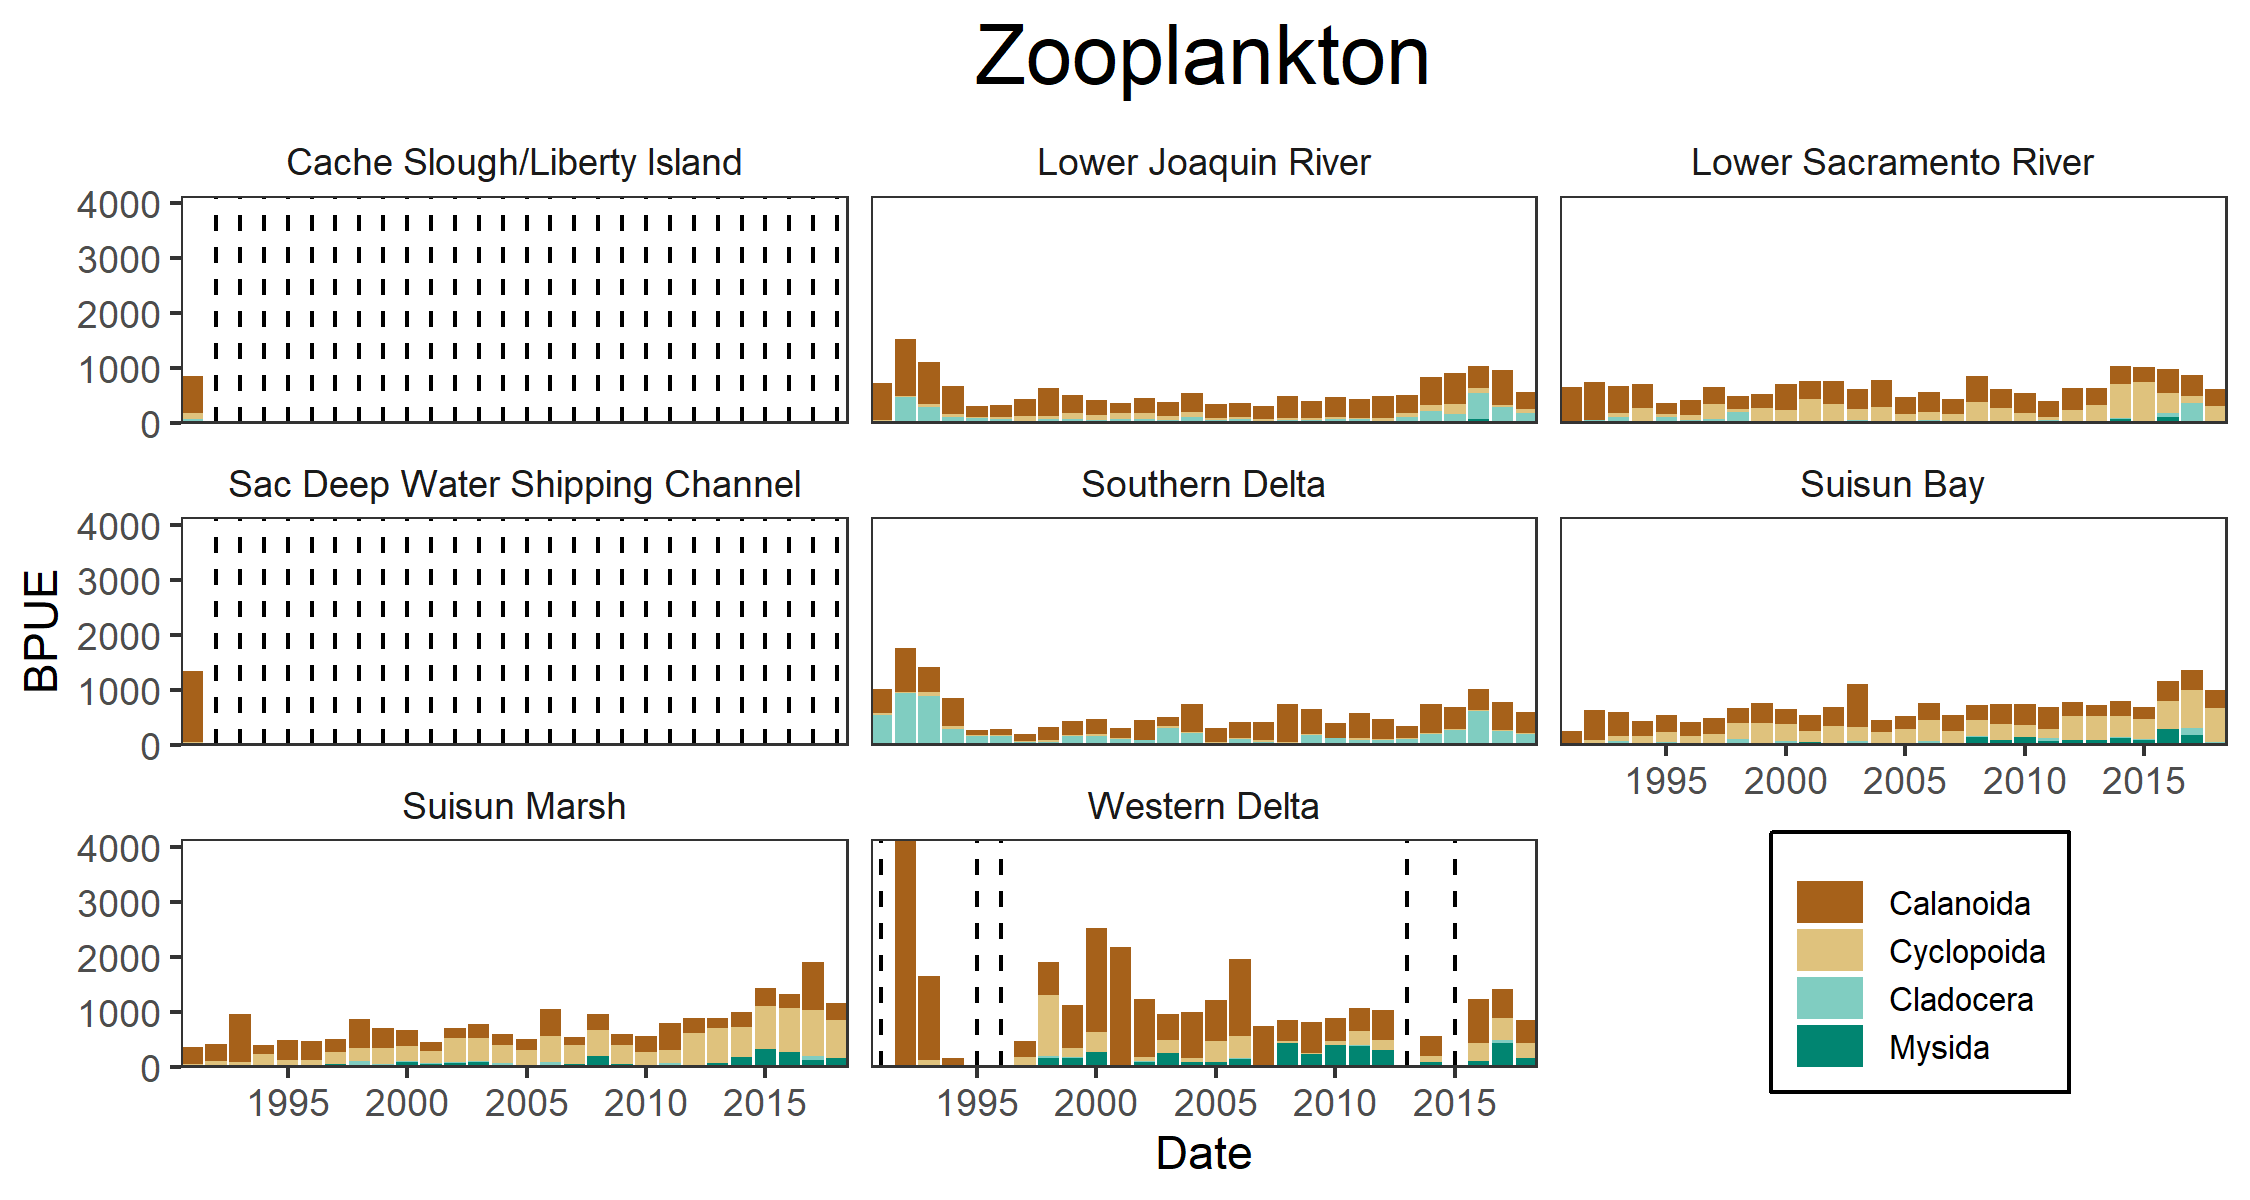 Zooplankton
Cache Slough/Liberty Island
Lower Joaquin River
Lower Sacramento River
4000
3000
2000
1000
0
Sac Deep Water Shipping Channel
Southern Delta
Suisun Bay
BPUE
4000
3000
2000
1000
0
1995 2000 2005 2010 2015
Suisun Marsh
Western Delta
4000
3000
2000
1000
0
1995 2000 2005 2010 2015
1995 2000 2005 2010 2015
Date
Calanoida
Cyclopoida
Cladocera
Mysida